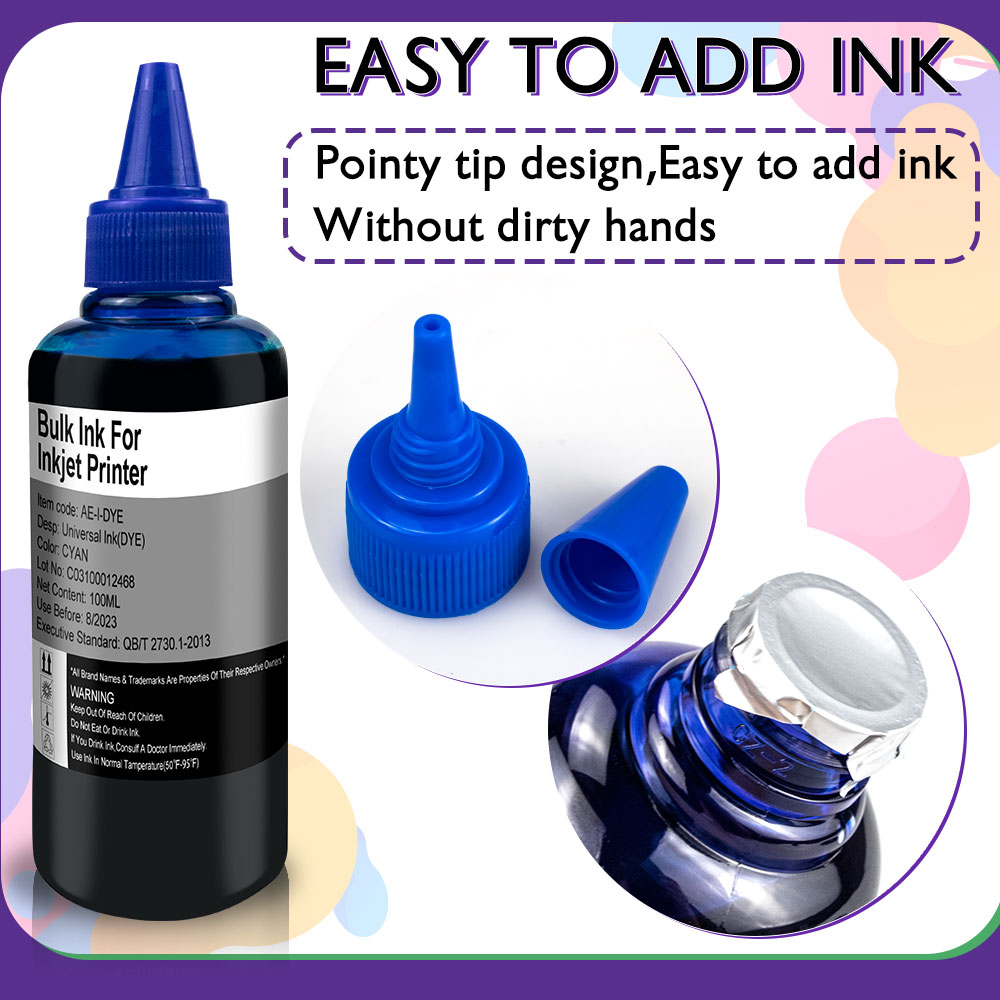 EASY TO ADD INK
Pointy tip design,Easy to add ink
Without dirty hands
Bulk Ink For
Inkjet Printer
Item code: AE-I-DYE
Desp: Universal Ink(DYE)
Color: CYAN
Lot No: C03100012468
Net Content: 100ML
Use Before: 8/2023
Executive Standard: QB/T 2730.1-2013
"All Brand Names & Trademarks Are Properties Of Their Respective Owners."
WARNING
Keep Out Of Reach Of Children.
Do Not Eat Or Drink Ink.
If You Drink Ink,Consulf A Doctor Immediately.
Use Ink In Normal Tamperature(50°F-95°F)